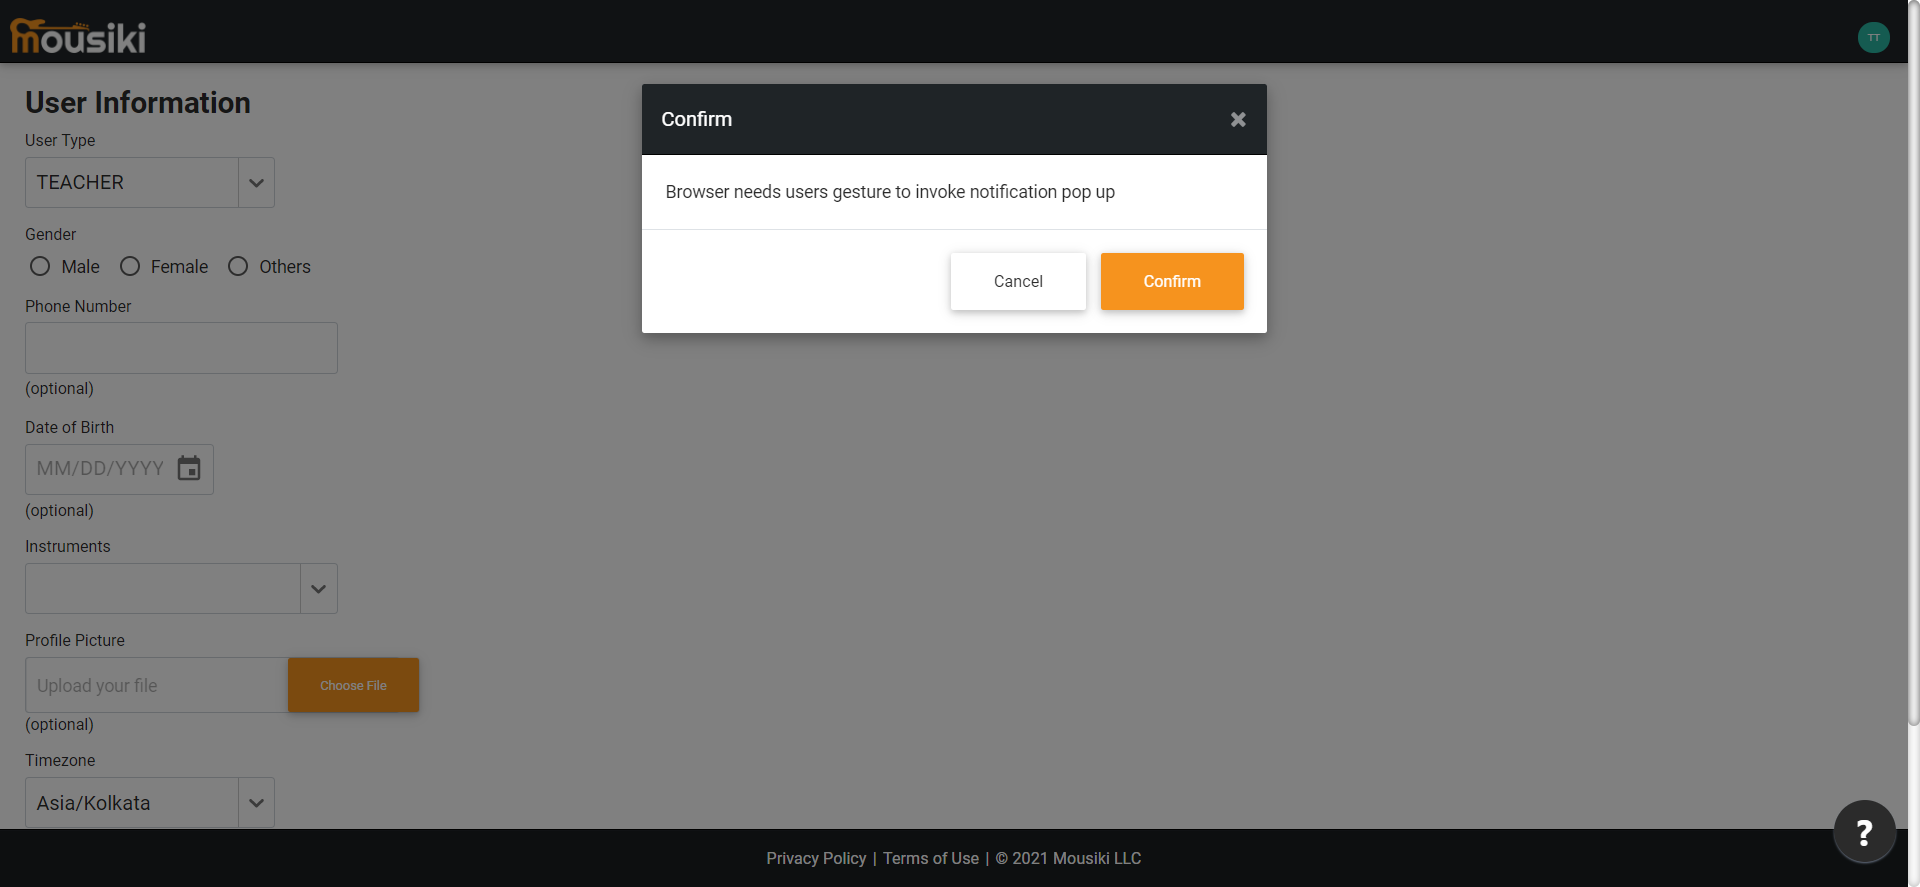 mousiki
TT
User Information
User Type
TEACHER
Gender
Male Female Others
Phone Number
(optional)
Date of Birth
MM/DD/YYYY
(optional)
Instruments
Profile Picture
Upload your file Choose File
(optional)
Timezone
Asia/Kolkata
Confirm ×
Browser needs users gesture to invoke notification pop up
Cancel Confirm
Privacy Policy | Terms of Use | © 2021 Mousiki LLC
?